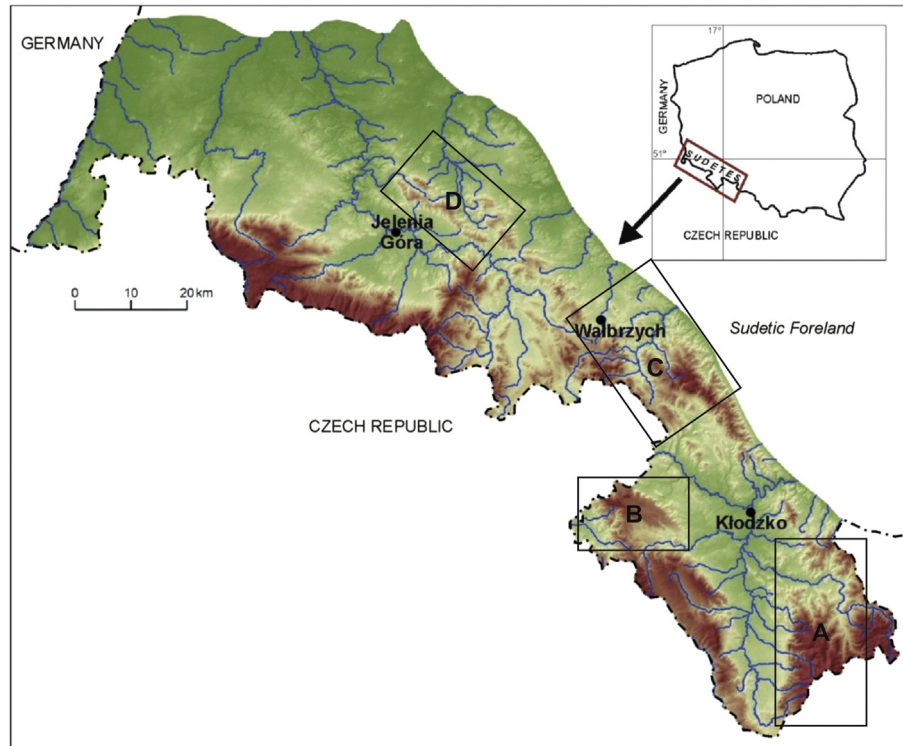 GERMANY
17°
GERMANY
POLAND
51°
SUDETES
CZECH REPUBLIC
D
Jelenia
Góra
0 10 20 km
Wałbrzych
Sudetic Foreland
C
CZECH REPUBLIC
B
Kłodzko
A